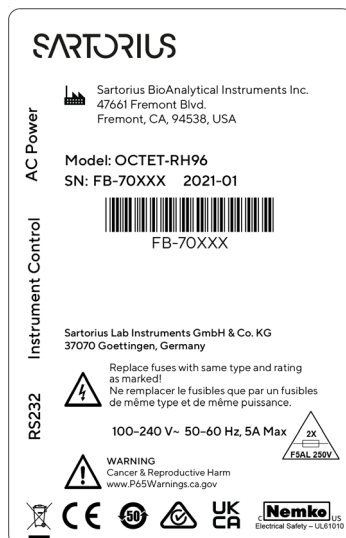 SARTORIUS
Sartorius BioAnalytical Instruments Inc.
47661 Fremont Blvd.
Fremont, CA, 94538, USA
AC Power
Model: OCTET-RH96
SN: FB-70XXX 2021-01
FB-70XXX
Instrument Control
Sartorius Lab Instruments GmbH & Co. KG
37070 Goettingen, Germany
Replace fuses with same type and rating
as marked!
Ne remplacer le fusibles que par un fusibles
de même type et de même puissance.
RS232
100–240 V~ 50–60 Hz, 5A Max
2X
F5AL 250V
WARNING
Cancer & Reproductive Harm
www.P65Warnings.ca.gov
CE
50
UK
CA
c Nemko US
Electrical Safety – UL61010